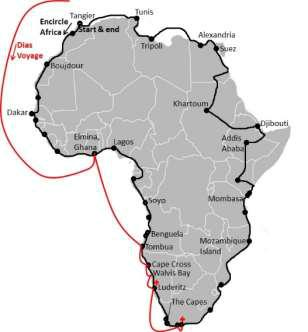 Encircle
Africa
Tangier
Start & end
Tunis
Dias
Voyage
Tripoli
Alexandria
Suez
Boujdour
Khartoum
Dakar
Djibouti
Addis
Ababa
Elmina,
Ghana
Lagos
Mombasa
Soyo
Benguela
Tombua
Mozambique
Island
Cape Cross
Walvis Bay
Luderitz
The Capes